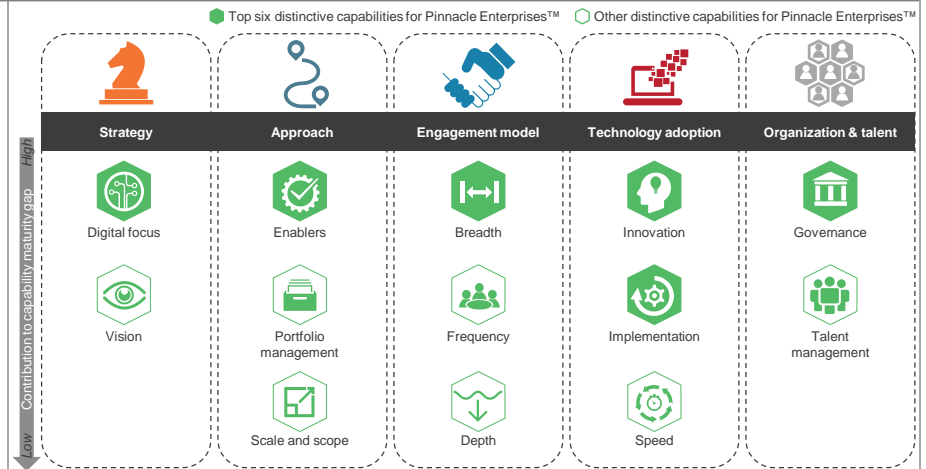 Top six distinctive capabilities for Pinnacle Enterprises™
Other distinctive capabilities for Pinnacle Enterprises™
Strategy
Approach
Engagement model
Technology adoption
Organization & talent
High
Contribution to capability maturity gap
Low
Digital focus
Enablers
Breadth
Innovation
Governance
Vision
Portfolio
management
Frequency
Implementation
Talent
management
Scale and scope
Depth
Speed